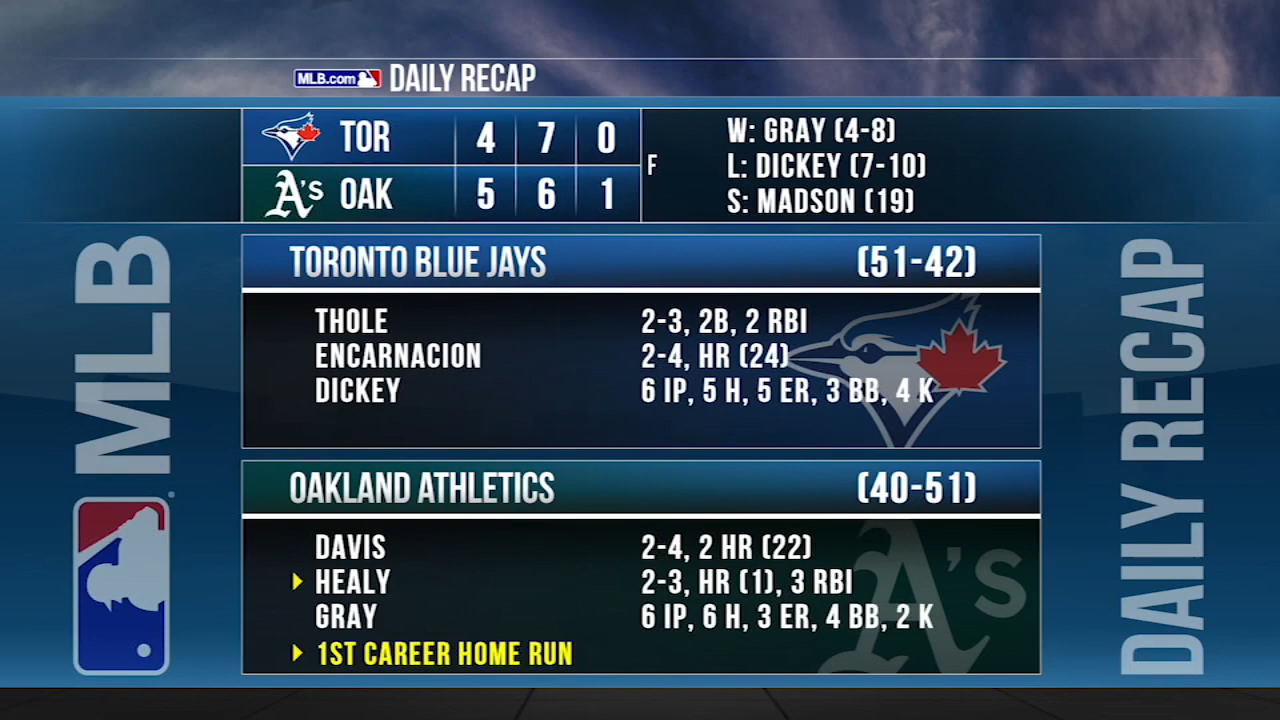 MLB.com DAILY RECAP
TOR 4 7 0
A's OAK 5 6 1
F
W: GRAY (4-8)
L: DICKEY (7-10)
S: MADSON (19)
TORONTO BLUE JAYS (51-42)
THOLE 2-3, 2B, 2 RBI
ENCARNACION 2-4, HR (24)
DICKEY 6 IP, 5 H, 5 ER, 3 BB, 4 K
OAKLAND ATHLETICS (40-51)
DAVIS 2-4, 2 HR (22)
HEALY 2-3, HR (1), 3 RBI
GRAY 6 IP, 6 H, 3 ER, 4 BB, 2 K
1ST CAREER HOME RUN
A's
MLB
DAILY RECAP